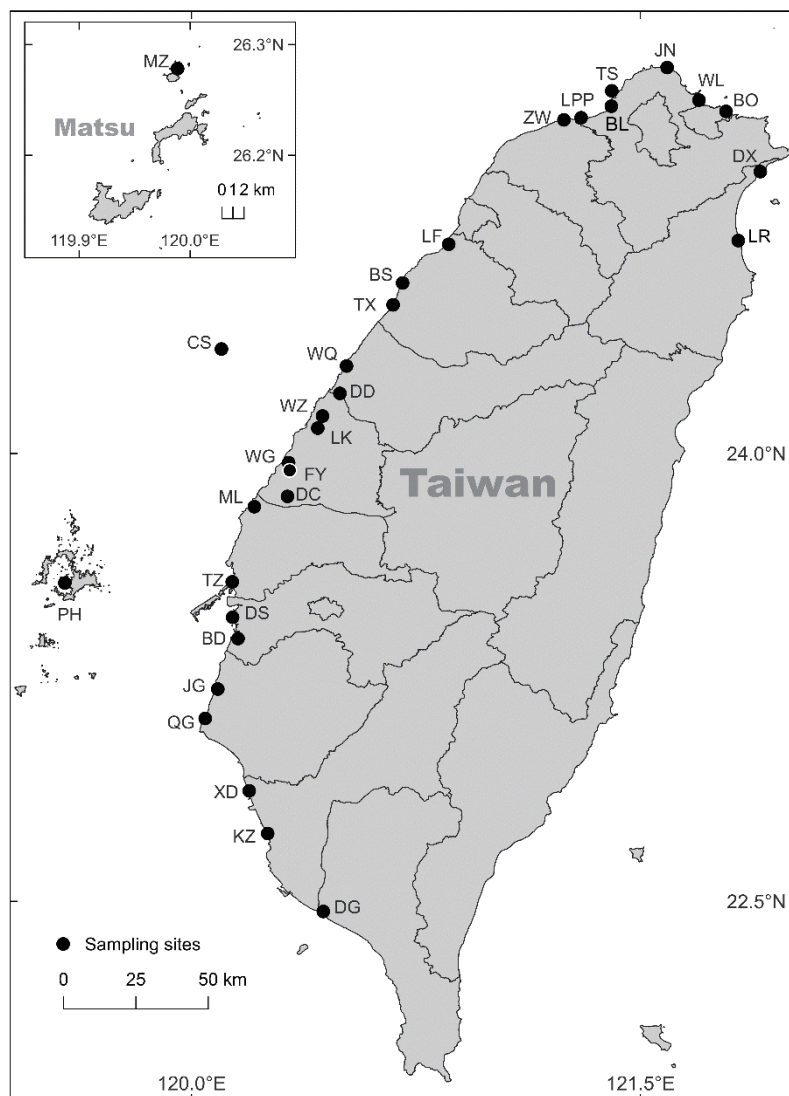 26.3°N
MZ
Matsu
26.2°N
0 1 2 km
119.9°E
120.0°E
JN
TS
WL
LPP
BO
ZW
BL
DX
LF
LR
BS
TX
CS
WQ
DD
WZ
LK
WG
24.0°N
FY
Taiwan
DC
ML
TZ
PH
DS
BD
JG
QG
XD
KZ
22.5°N
DG
Sampling sites
0 25 50 km
120.0°E
121.5°E